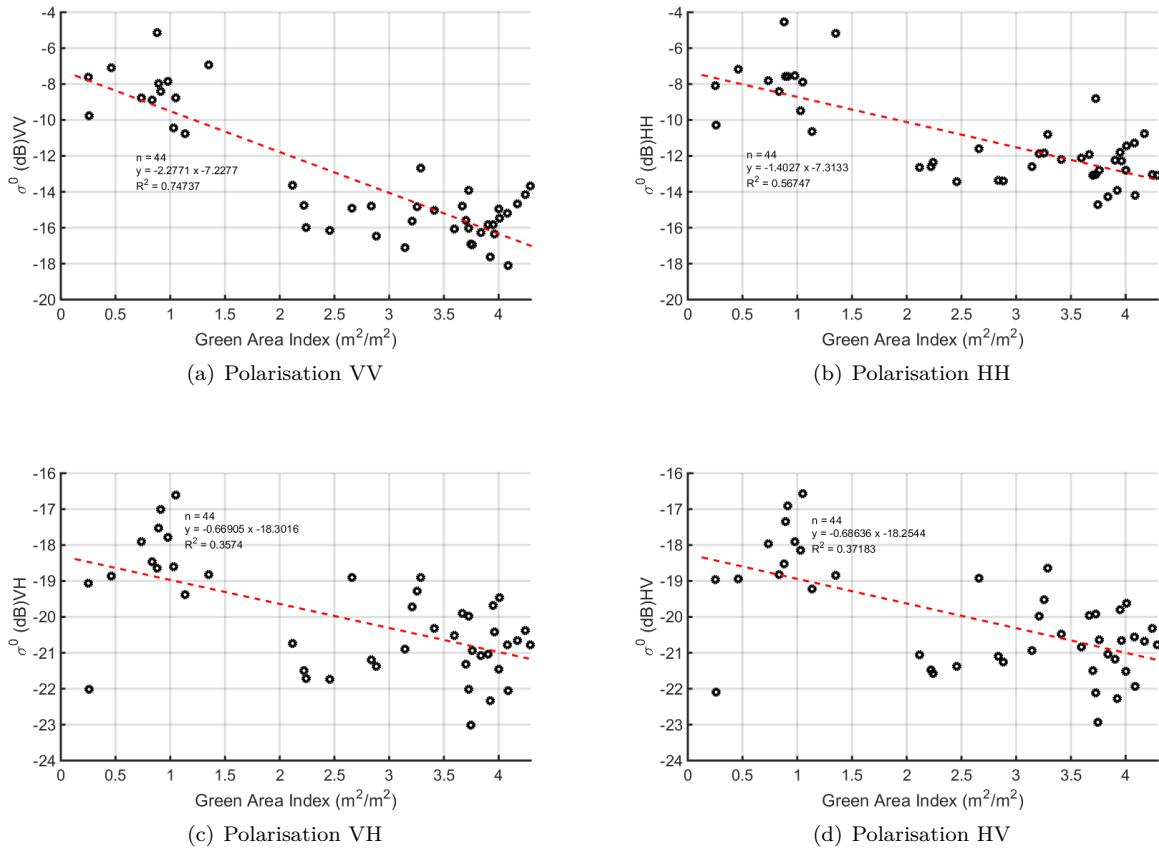 -4
-6
-8
-10
-12
-14
-16
-18
-20
σ⁰ (dB)VV
n = 44
y = -2.2771 x -7.2277
R² = 0.74737
0 0.5 1 1.5 2 2.5 3 3.5 4
Green Area Index (m²/m²)
(a) Polarisation VV
-4
-6
-8
-10
-12
-14
-16
-18
-20
σ⁰ (dB)HH
n = 44
y = -1.4027 x -7.3133
R² = 0.56747
0 0.5 1 1.5 2 2.5 3 3.5 4
Green Area Index (m²/m²)
(b) Polarisation HH
-16
-17
-18
-19
-20
-21
-22
-23
-24
σ⁰ (dB)VH
n = 44
y = -0.66905 x -18.3016
R² = 0.3574
0 0.5 1 1.5 2 2.5 3 3.5 4
Green Area Index (m²/m²)
(c) Polarisation VH
-16
-17
-18
-19
-20
-21
-22
-23
-24
σ⁰ (dB)HV
n = 44
y = -0.68636 x -18.2544
R² = 0.37183
0 0.5 1 1.5 2 2.5 3 3.5 4
Green Area Index (m²/m²)
(d) Polarisation HV